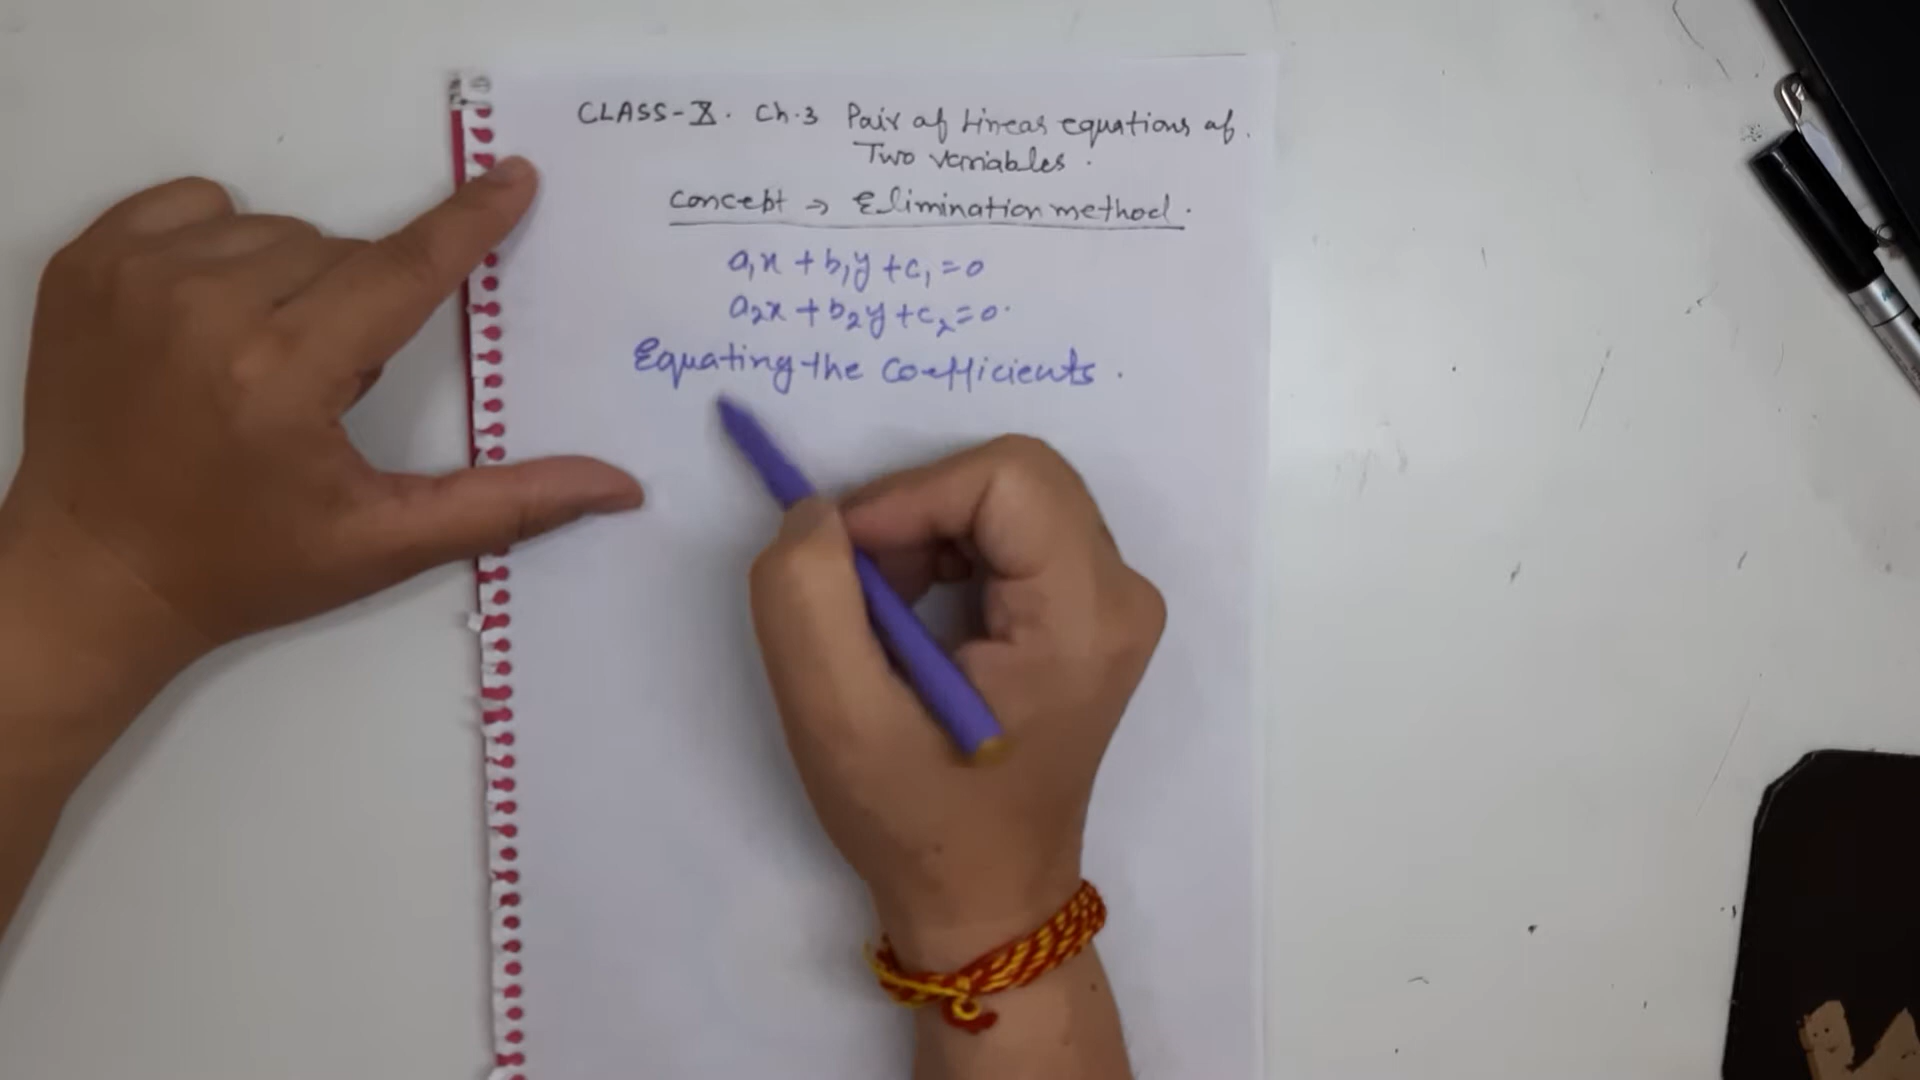 CLASS-X. Ch.3 Pair of Linear equations of.
Two variables.
Concept → Elimination method.
a₁x + b₁y + c₁ = 0
a₂x + b₂y + c₂ = 0.
Equating the coefficients.